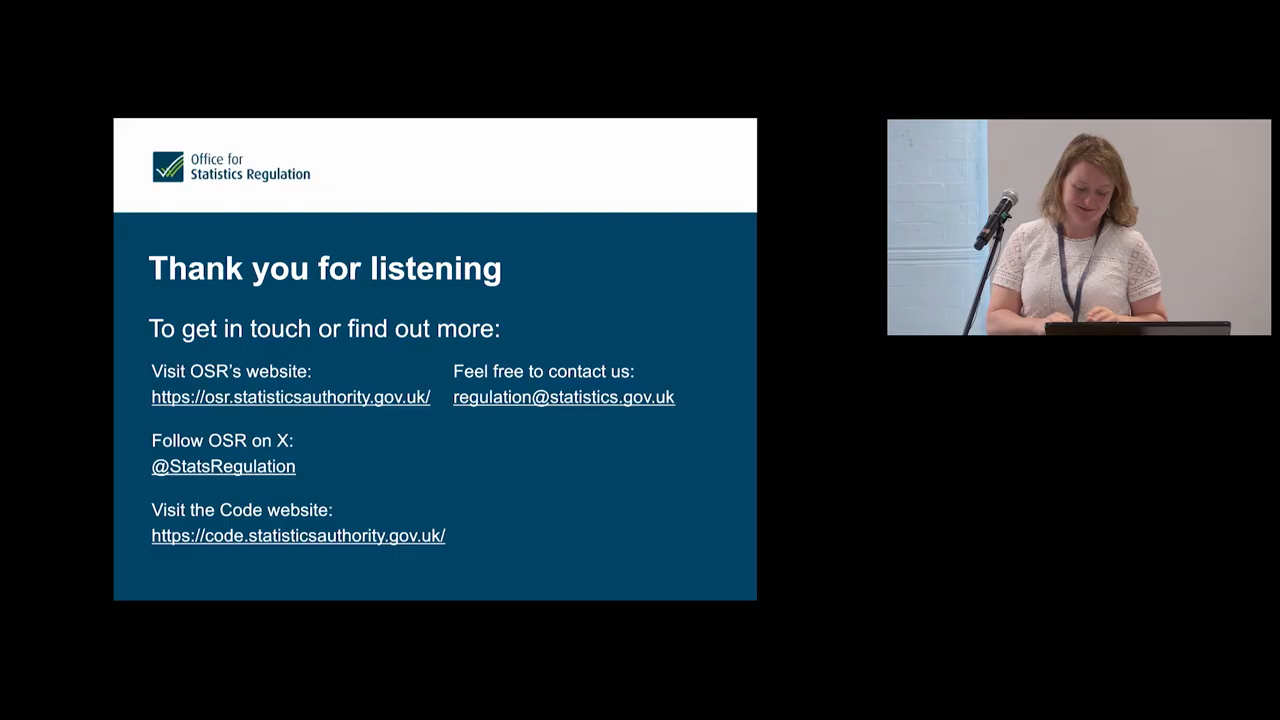 Office for
Statistics Regulation
Thank you for listening
To get in touch or find out more:
Visit OSR's website:
https://osr.statisticsauthority.gov.uk/
Feel free to contact us:
regulation@statistics.gov.uk
Follow OSR on X:
@StatsRegulation
Visit the Code website:
https://code.statisticsauthority.gov.uk/